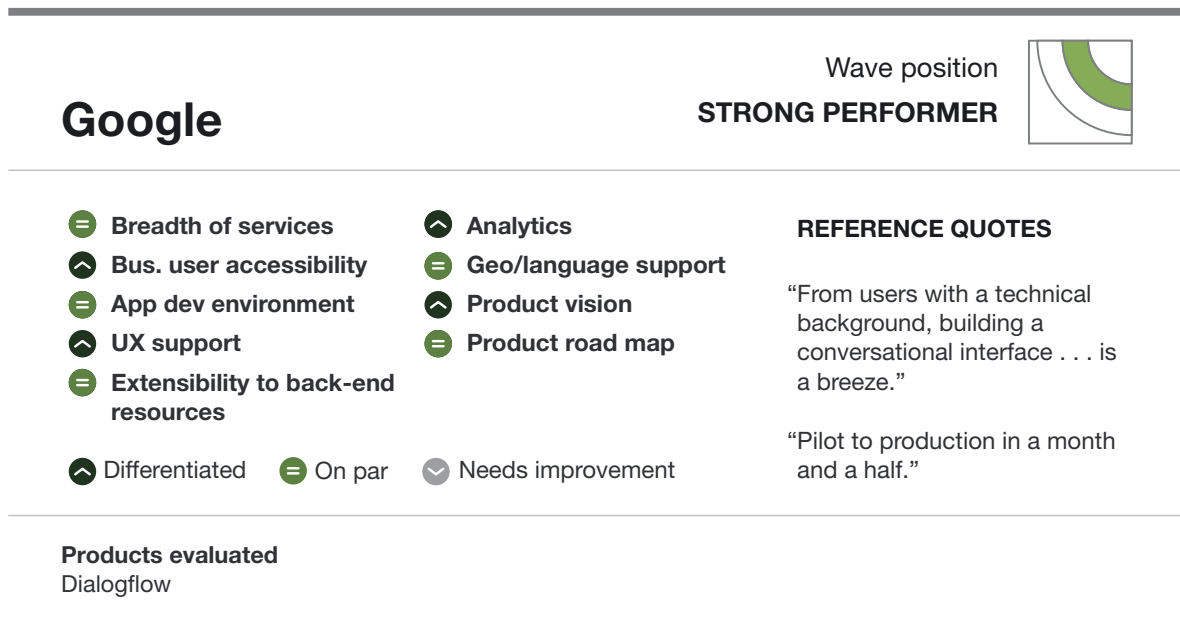 Google
Wave position
STRONG PERFORMER
Breadth of services
Bus. user accessibility
App dev environment
UX support
Extensibility to back-end
resources
Analytics
Geo/language support
Product vision
Product road map
Differentiated
On par
Needs improvement
REFERENCE QUOTES
“From users with a technical
background, building a
conversational interface . . . is
a breeze.”
“Pilot to production in a month
and a half.”
Products evaluated
Dialogflow